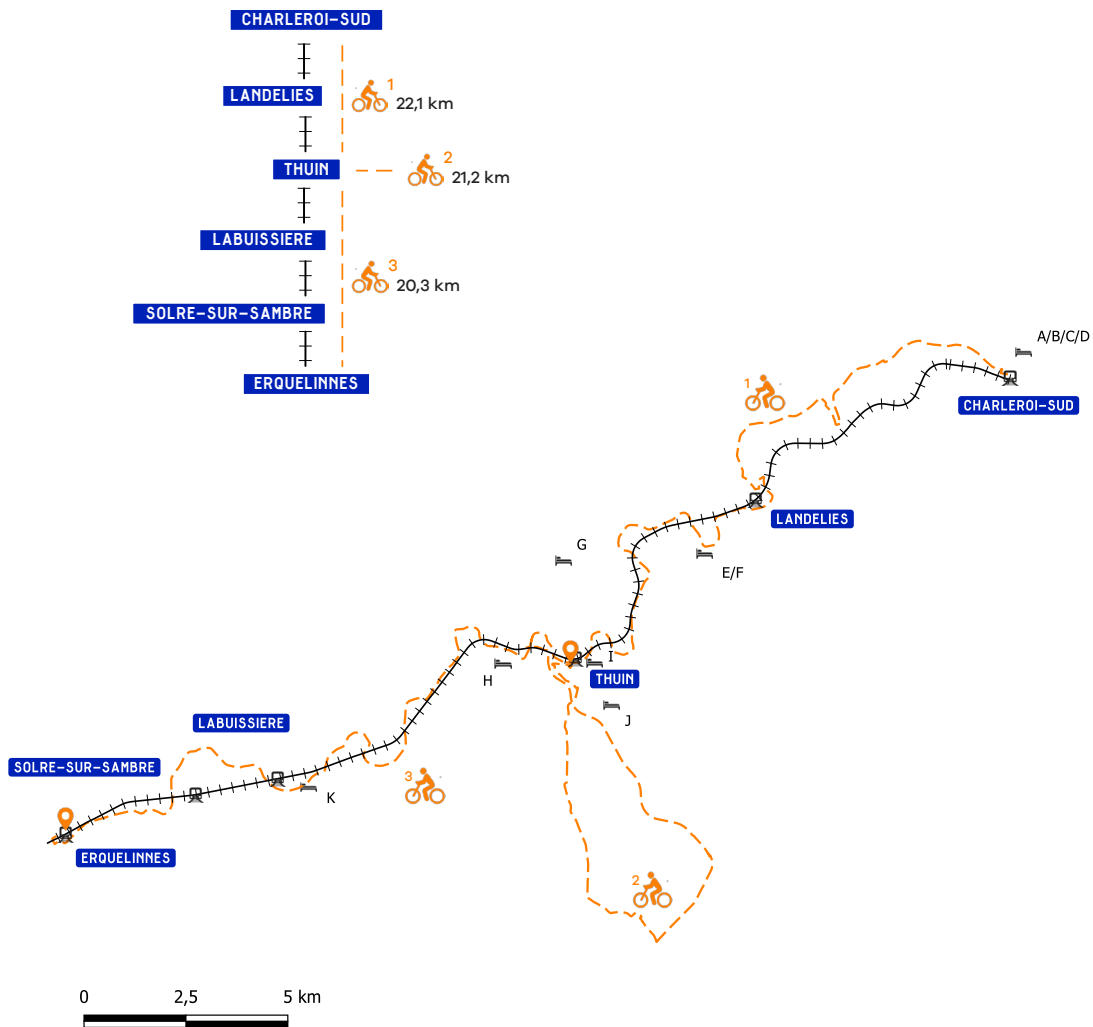 CHARLEROI-SUD
1
LANDELIES
22,1 km
2
THUIN
21,2 km
LABUISSIERE
3
20,3 km
SOLRE-SUR-SAMBRE
ERQUELINNES
A/B/C/D
1
CHARLEROI-SUD
LANDELIES
G
E/F
I
H
THUIN
J
LABUISSIERE
SOLRE-SUR-SAMBRE
3
K
ERQUELINNES
2
0 2,5 5 km